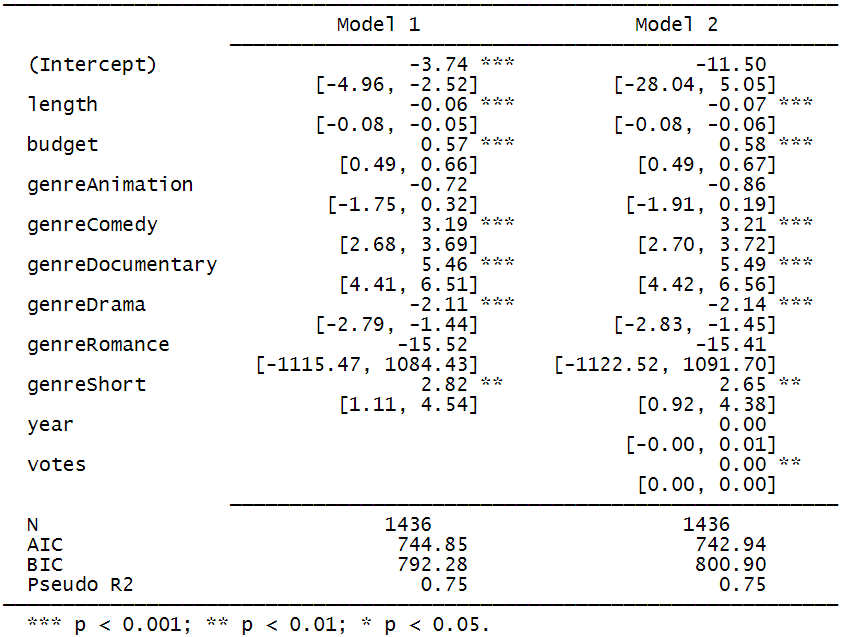 Model 1 Model 2
(Intercept) -3.74 *** -11.50
[-4.96, -2.52] [-28.04, 5.05]
length -0.06 *** -0.07 ***
[-0.08, -0.05] [-0.08, -0.06]
budget 0.57 *** 0.58 ***
[0.49, 0.66] [0.49, 0.67]
genreAnimation -0.72 -0.86
[-1.75, 0.32] [-1.91, 0.19]
genreComedy 3.19 *** 3.21 ***
[2.68, 3.69] [2.70, 3.72]
genreDocumentary 5.46 *** 5.49 ***
[4.41, 6.51] [4.42, 6.56]
genreDrama -2.11 *** -2.14 ***
[-2.79, -1.44] [-2.83, -1.45]
genreRomance -15.52 -15.41
[-1115.47, 1084.43] [-1122.52, 1091.70]
genreShort 2.82 ** 2.65 **
[1.11, 4.54] [0.92, 4.38]
year 0.00
[-0.00, 0.01]
votes 0.00 **
[0.00, 0.00]
N 1436 1436
AIC 744.85 742.94
BIC 792.28 800.90
Pseudo R2 0.75 0.75
*** p < 0.001; ** p < 0.01; * p < 0.05.